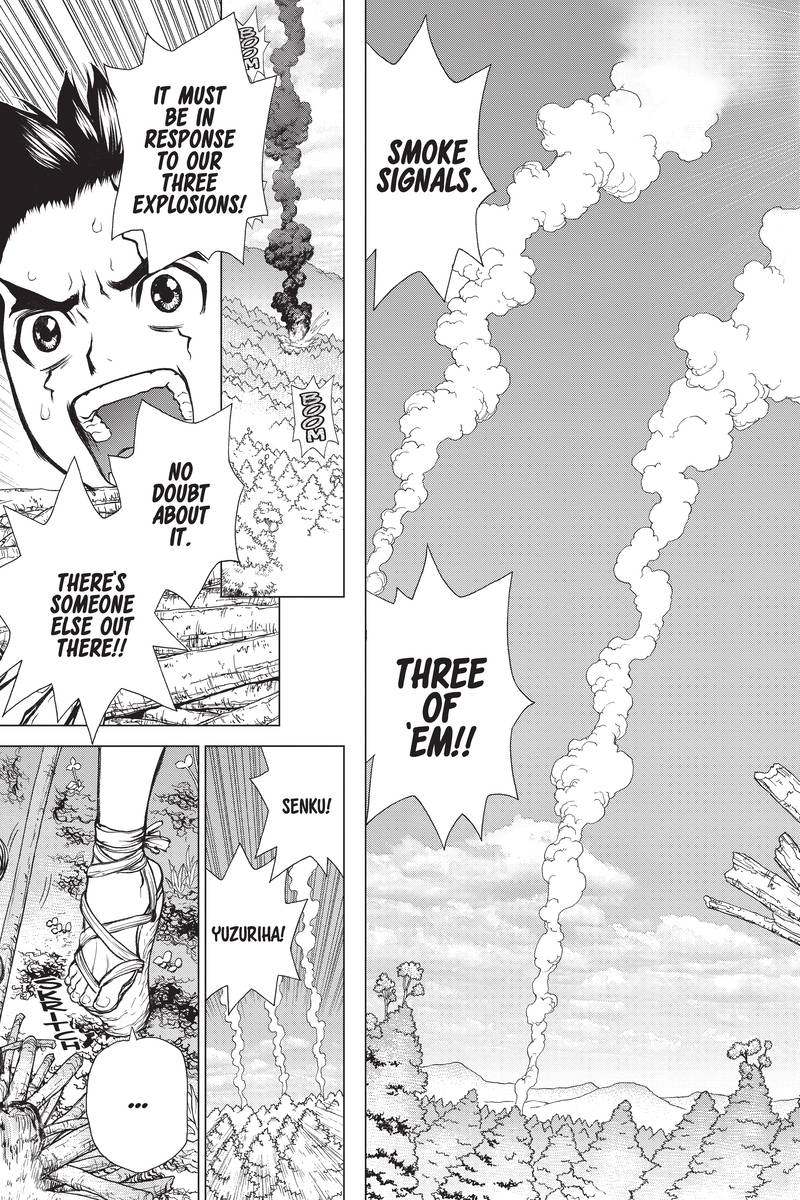 SMOKE
SIGNALS.
THREE
OF
'EM!!
BOOM
IT MUST
BE IN
RESPONSE
TO OUR
THREE
EXPLOSIONS!
BOOM
NO
DOUBT
ABOUT
IT.
THERE'S
SOMEONE
ELSE OUT
THERE!!
SENKU!
YUZURIHA!
SKRITCH
...